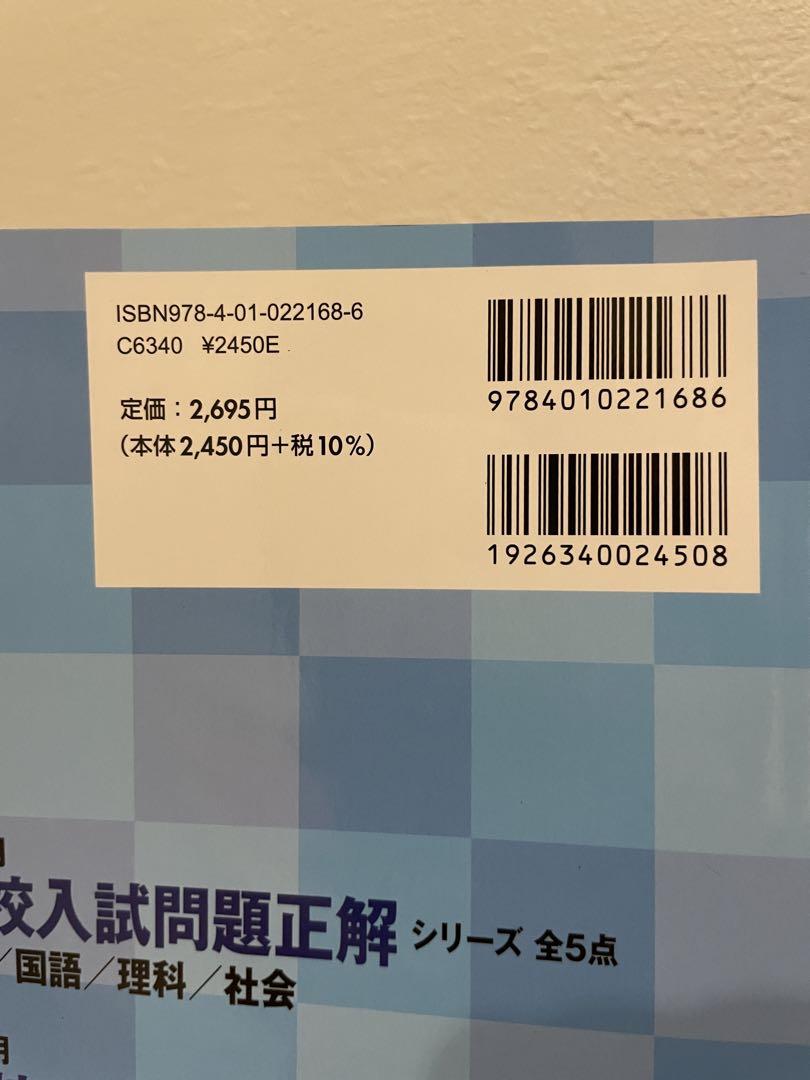 ISBN978-4-01-022168-6
C6340 ¥2450E
定価：2,695円
（本体2,450円＋税10％）
9784010221686
1926340024508
校入試問題正解 シリーズ 全5点
／国語／理科／社会